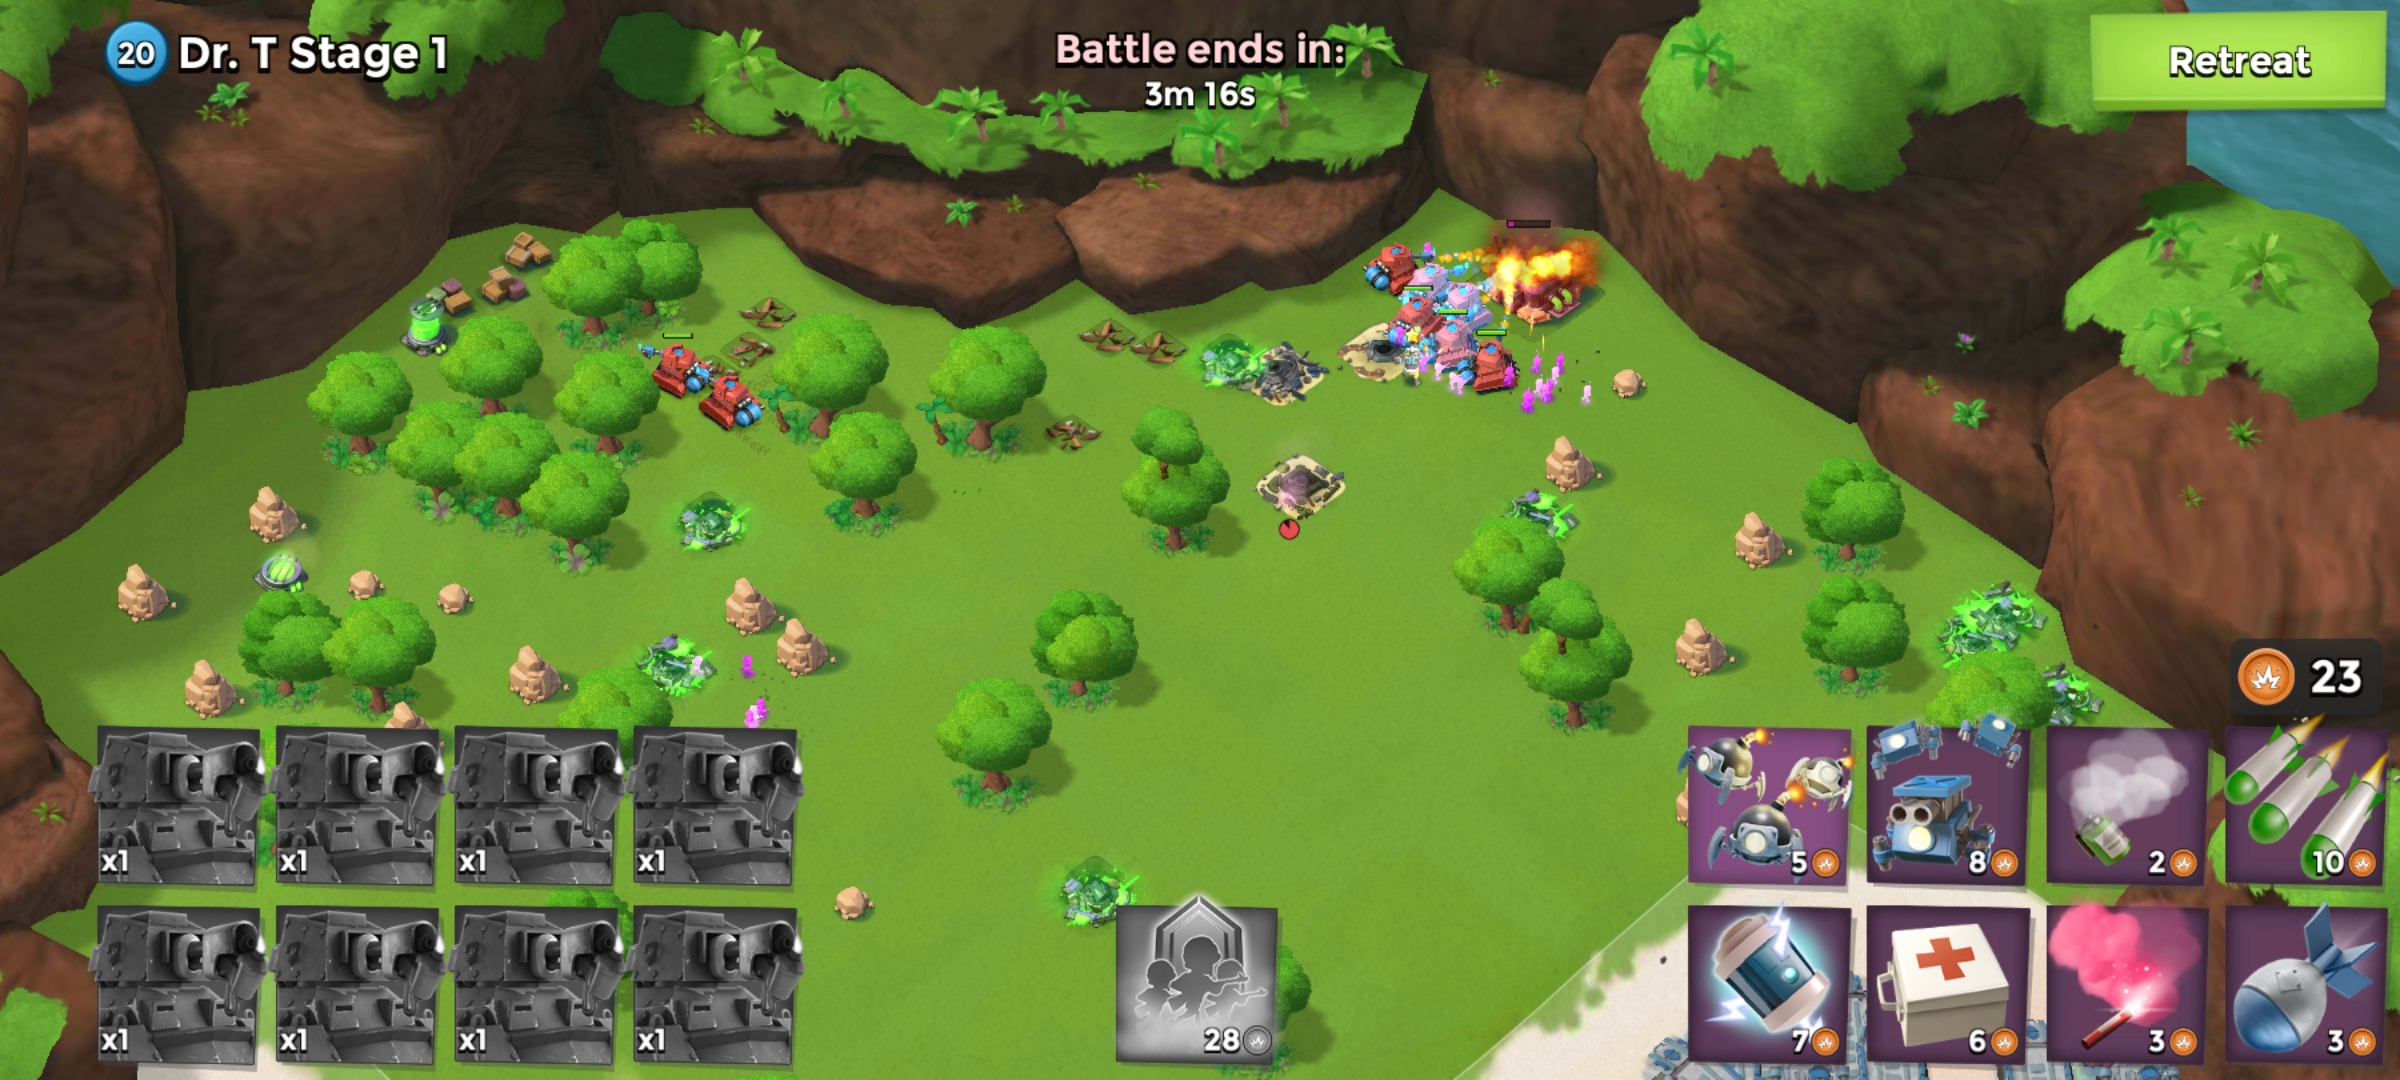 20 Dr. T Stage 1
Battle ends in:
3m 16s
Retreat
23
x1 x1 x1 x1
5 8 2 10
x1 x1 x1 x1
28
7 6 3 3